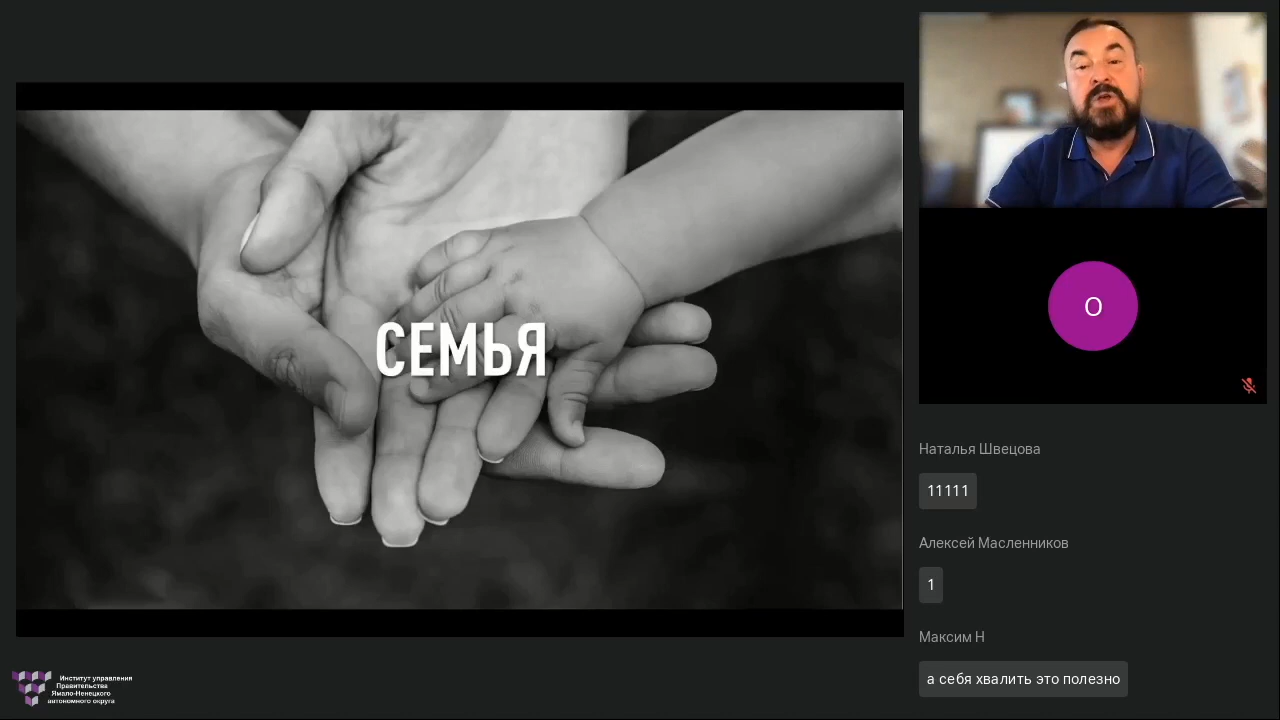 СЕМЬЯ
О
Наталья Швецова
11111
Алексей Масленников
1
Максим Н
а себя хвалить это полезно
Институт управления
Правительства
Ямало-Ненецкого
автономного округа